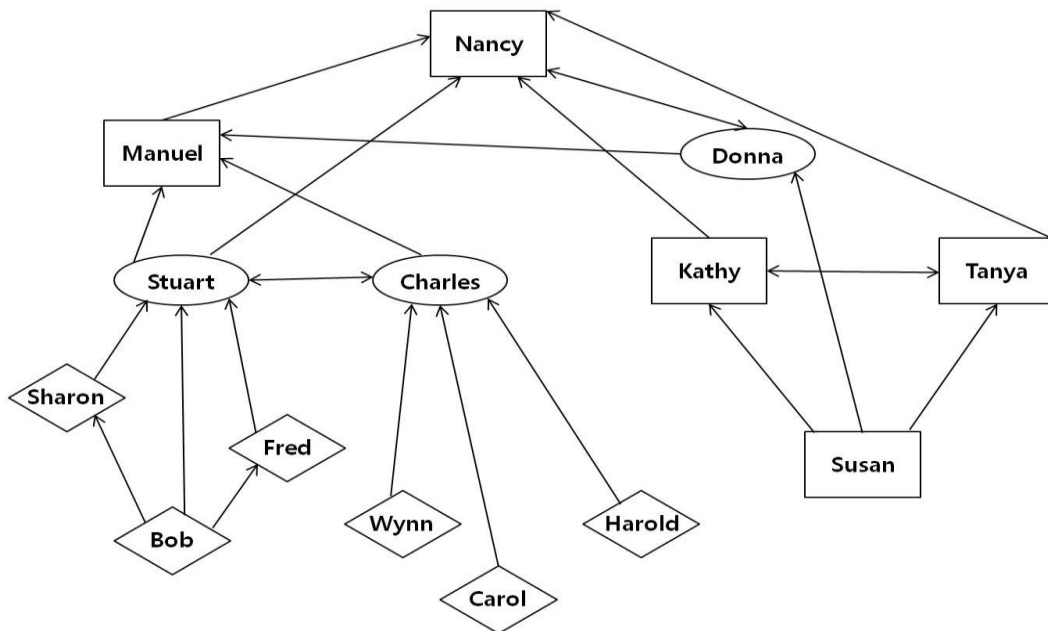 Nancy
Manuel
Donna
Stuart
Charles
Kathy
Tanya
Sharon
Fred
Susan
Bob
Wynn
Harold
Carol